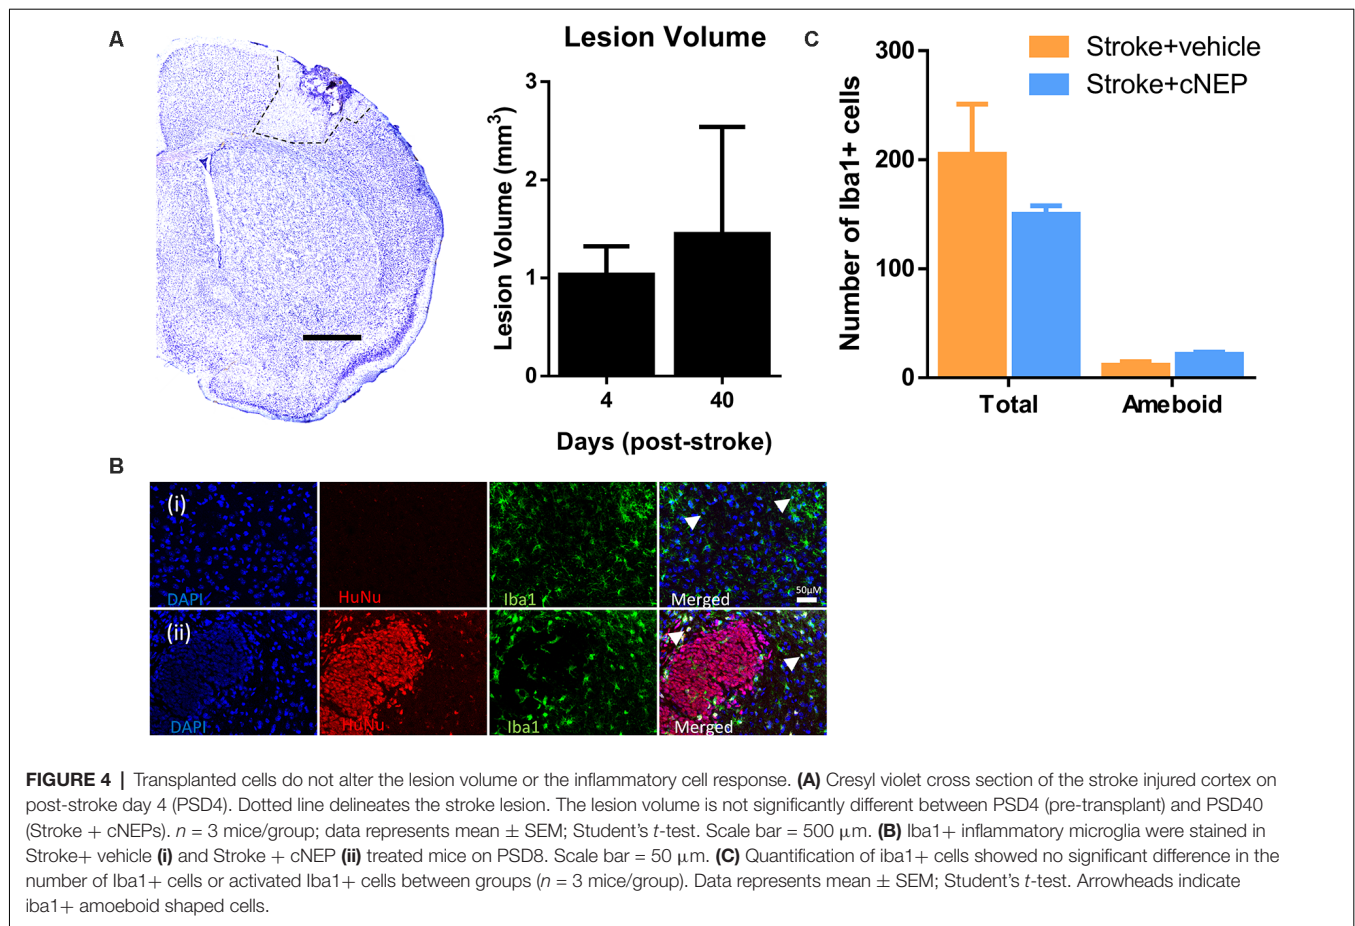 A
Lesion Volume
Lesion Volume (mm³)
3
2
1
0
4 40
Days (post-stroke)
C
Stroke+vehicle
Stroke+cNEP
Number of Iba1+ cells
300
200
100
0
Total Ameboid
B
(i)
DAPI HuNu Iba1 Merged
50µM
(ii)
DAPI HuNu Iba1 Merged
FIGURE 4 | Transplanted cells do not alter the lesion volume or the inflammatory cell response. (A) Cresyl violet cross section of the stroke injured cortex on
post-stroke day 4 (PSD4). Dotted line delineates the stroke lesion. The lesion volume is not significantly different between PSD4 (pre-transplant) and PSD40
(Stroke + cNEPs). n = 3 mice/group; data represents mean ± SEM; Student's t-test. Scale bar = 500 µm. (B) Iba1+ inflammatory microglia were stained in
Stroke+ vehicle (i) and Stroke + cNEP (ii) treated mice on PSD8. Scale bar = 50 µm. (C) Quantification of iba1+ cells showed no significant difference in the
number of Iba1+ cells or activated Iba1+ cells between groups (n = 3 mice/group). Data represents mean ± SEM; Student's t-test. Arrowheads indicate
iba1+ amoeboid shaped cells.